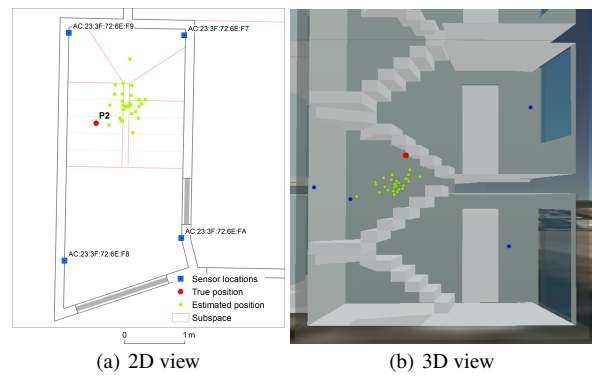 AC:23:3F:72:6E:F9
AC:23:3F:72:6E:F7
P2
AC:23:3F:72:6E:FA
AC:23:3F:72:6E:F8
Sensor locations
True position
Estimated position
Subspace
0 1 m
(a) 2D view
(b) 3D view